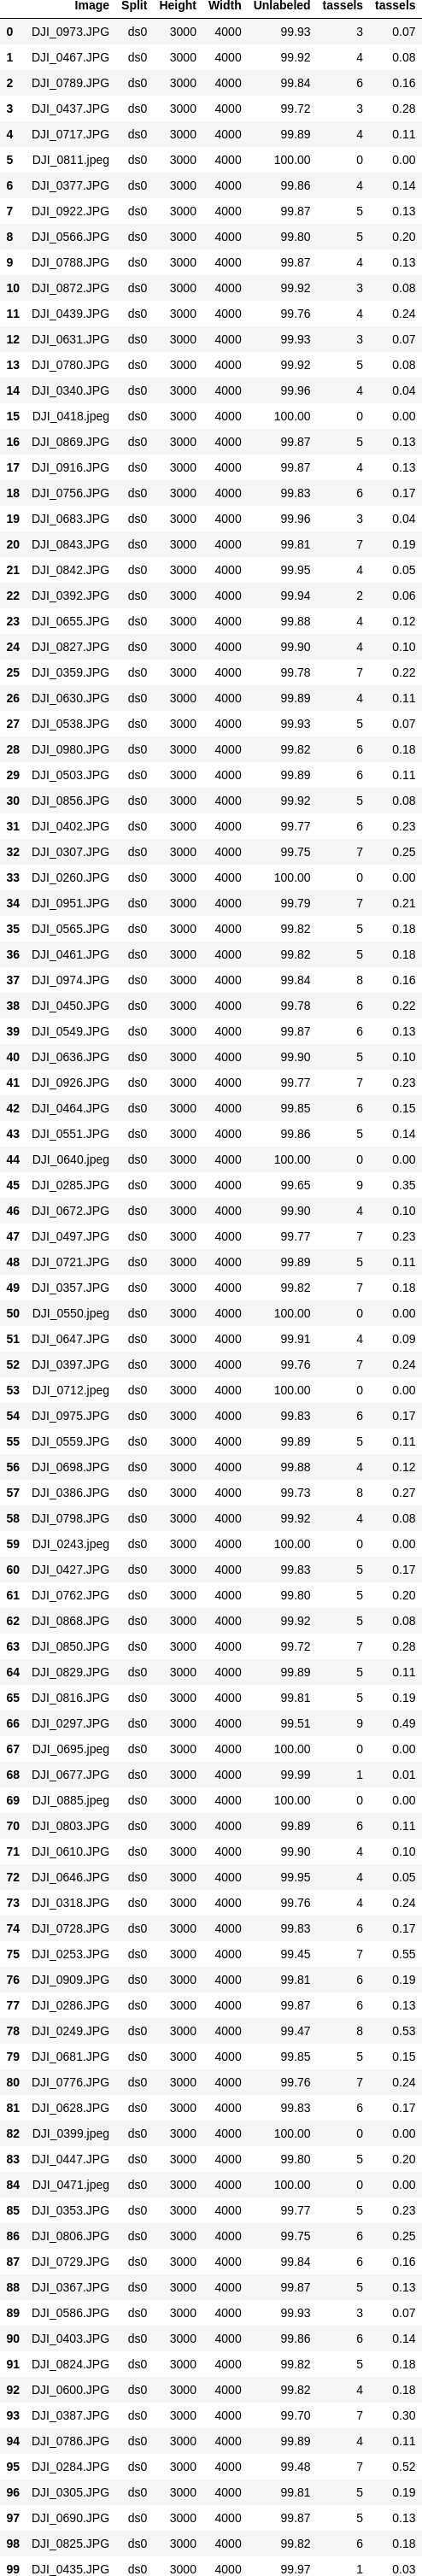 Image Split Height Width Unlabeled tassels tassels
0 DJI_0973.JPG ds0 3000 4000 99.93 3 0.07
1 DJI_0467.JPG ds0 3000 4000 99.92 4 0.08
2 DJI_0789.JPG ds0 3000 4000 99.84 6 0.16
3 DJI_0437.JPG ds0 3000 4000 99.72 3 0.28
4 DJI_0717.JPG ds0 3000 4000 99.89 4 0.11
5 DJI_0811.jpeg ds0 3000 4000 100.00 0 0.00
6 DJI_0377.JPG ds0 3000 4000 99.86 4 0.14
7 DJI_0922.JPG ds0 3000 4000 99.87 5 0.13
8 DJI_0566.JPG ds0 3000 4000 99.80 5 0.20
9 DJI_0788.JPG ds0 3000 4000 99.87 4 0.13
10 DJI_0872.JPG ds0 3000 4000 99.92 3 0.08
11 DJI_0439.JPG ds0 3000 4000 99.76 4 0.24
12 DJI_0631.JPG ds0 3000 4000 99.93 3 0.07
13 DJI_0780.JPG ds0 3000 4000 99.92 5 0.08
14 DJI_0340.JPG ds0 3000 4000 99.96 4 0.04
15 DJI_0418.jpeg ds0 3000 4000 100.00 0 0.00
16 DJI_0869.JPG ds0 3000 4000 99.87 5 0.13
17 DJI_0916.JPG ds0 3000 4000 99.87 4 0.13
18 DJI_0756.JPG ds0 3000 4000 99.83 6 0.17
19 DJI_0683.JPG ds0 3000 4000 99.96 3 0.04
20 DJI_0843.JPG ds0 3000 4000 99.81 7 0.19
21 DJI_0842.JPG ds0 3000 4000 99.95 4 0.05
22 DJI_0392.JPG ds0 3000 4000 99.94 2 0.06
23 DJI_0655.JPG ds0 3000 4000 99.88 4 0.12
24 DJI_0827.JPG ds0 3000 4000 99.90 4 0.10
25 DJI_0359.JPG ds0 3000 4000 99.78 7 0.22
26 DJI_0630.JPG ds0 3000 4000 99.89 4 0.11
27 DJI_0538.JPG ds0 3000 4000 99.93 5 0.07
28 DJI_0980.JPG ds0 3000 4000 99.82 6 0.18
29 DJI_0503.JPG ds0 3000 4000 99.89 6 0.11
30 DJI_0856.JPG ds0 3000 4000 99.92 5 0.08
31 DJI_0402.JPG ds0 3000 4000 99.77 6 0.23
32 DJI_0307.JPG ds0 3000 4000 99.75 7 0.25
33 DJI_0260.JPG ds0 3000 4000 100.00 0 0.00
34 DJI_0951.JPG ds0 3000 4000 99.79 7 0.21
35 DJI_0565.JPG ds0 3000 4000 99.82 5 0.18
36 DJI_0461.JPG ds0 3000 4000 99.82 5 0.18
37 DJI_0974.JPG ds0 3000 4000 99.84 8 0.16
38 DJI_0450.JPG ds0 3000 4000 99.78 6 0.22
39 DJI_0549.JPG ds0 3000 4000 99.87 6 0.13
40 DJI_0636.JPG ds0 3000 4000 99.90 5 0.10
41 DJI_0926.JPG ds0 3000 4000 99.77 7 0.23
42 DJI_0464.JPG ds0 3000 4000 99.85 6 0.15
43 DJI_0551.JPG ds0 3000 4000 99.86 5 0.14
44 DJI_0640.jpeg ds0 3000 4000 100.00 0 0.00
45 DJI_0285.JPG ds0 3000 4000 99.65 9 0.35
46 DJI_0672.JPG ds0 3000 4000 99.90 4 0.10
47 DJI_0497.JPG ds0 3000 4000 99.77 7 0.23
48 DJI_0721.JPG ds0 3000 4000 99.89 5 0.11
49 DJI_0357.JPG ds0 3000 4000 99.82 7 0.18
50 DJI_0550.jpeg ds0 3000 4000 100.00 0 0.00
51 DJI_0647.JPG ds0 3000 4000 99.91 4 0.09
52 DJI_0397.JPG ds0 3000 4000 99.76 7 0.24
53 DJI_0712.jpeg ds0 3000 4000 100.00 0 0.00
54 DJI_0975.JPG ds0 3000 4000 99.83 6 0.17
55 DJI_0559.JPG ds0 3000 4000 99.89 5 0.11
56 DJI_0698.JPG ds0 3000 4000 99.88 4 0.12
57 DJI_0386.JPG ds0 3000 4000 99.73 8 0.27
58 DJI_0798.JPG ds0 3000 4000 99.92 4 0.08
59 DJI_0243.jpeg ds0 3000 4000 100.00 0 0.00
60 DJI_0427.JPG ds0 3000 4000 99.83 5 0.17
61 DJI_0762.JPG ds0 3000 4000 99.80 5 0.20
62 DJI_0868.JPG ds0 3000 4000 99.92 5 0.08
63 DJI_0850.JPG ds0 3000 4000 99.72 7 0.28
64 DJI_0829.JPG ds0 3000 4000 99.89 5 0.11
65 DJI_0816.JPG ds0 3000 4000 99.81 5 0.19
66 DJI_0297.JPG ds0 3000 4000 99.51 9 0.49
67 DJI_0695.jpeg ds0 3000 4000 100.00 0 0.00
68 DJI_0677.JPG ds0 3000 4000 99.99 1 0.01
69 DJI_0885.jpeg ds0 3000 4000 100.00 0 0.00
70 DJI_0803.JPG ds0 3000 4000 99.89 6 0.11
71 DJI_0610.JPG ds0 3000 4000 99.90 4 0.10
72 DJI_0646.JPG ds0 3000 4000 99.95 4 0.05
73 DJI_0318.JPG ds0 3000 4000 99.76 4 0.24
74 DJI_0728.JPG ds0 3000 4000 99.83 6 0.17
75 DJI_0253.JPG ds0 3000 4000 99.45 7 0.55
76 DJI_0909.JPG ds0 3000 4000 99.81 6 0.19
77 DJI_0286.JPG ds0 3000 4000 99.87 6 0.13
78 DJI_0249.JPG ds0 3000 4000 99.47 8 0.53
79 DJI_0681.JPG ds0 3000 4000 99.85 5 0.15
80 DJI_0776.JPG ds0 3000 4000 99.76 7 0.24
81 DJI_0628.JPG ds0 3000 4000 99.83 6 0.17
82 DJI_0399.jpeg ds0 3000 4000 100.00 0 0.00
83 DJI_0447.JPG ds0 3000 4000 99.80 5 0.20
84 DJI_0471.jpeg ds0 3000 4000 100.00 0 0.00
85 DJI_0353.JPG ds0 3000 4000 99.77 5 0.23
86 DJI_0806.JPG ds0 3000 4000 99.75 6 0.25
87 DJI_0729.JPG ds0 3000 4000 99.84 6 0.16
88 DJI_0367.JPG ds0 3000 4000 99.87 5 0.13
89 DJI_0586.JPG ds0 3000 4000 99.93 3 0.07
90 DJI_0403.JPG ds0 3000 4000 99.86 6 0.14
91 DJI_0824.JPG ds0 3000 4000 99.82 5 0.18
92 DJI_0600.JPG ds0 3000 4000 99.82 4 0.18
93 DJI_0387.JPG ds0 3000 4000 99.70 7 0.30
94 DJI_0786.JPG ds0 3000 4000 99.89 4 0.11
95 DJI_0284.JPG ds0 3000 4000 99.48 7 0.52
96 DJI_0305.JPG ds0 3000 4000 99.81 5 0.19
97 DJI_0690.JPG ds0 3000 4000 99.87 5 0.13
98 DJI_0825.JPG ds0 3000 4000 99.82 6 0.18
99 DJI_0435.JPG ds0 3000 4000 99.97 1 0.03